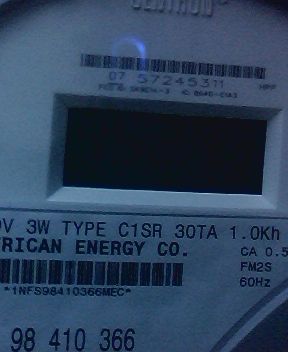 CENTRON
07 57245311
V 3W TYPE C1SR 30TA 1.0Kh
RICAN ENERGY CO.
CA 0.5
FM2S
*1NFS98410366MEC*
60Hz
98 410 366